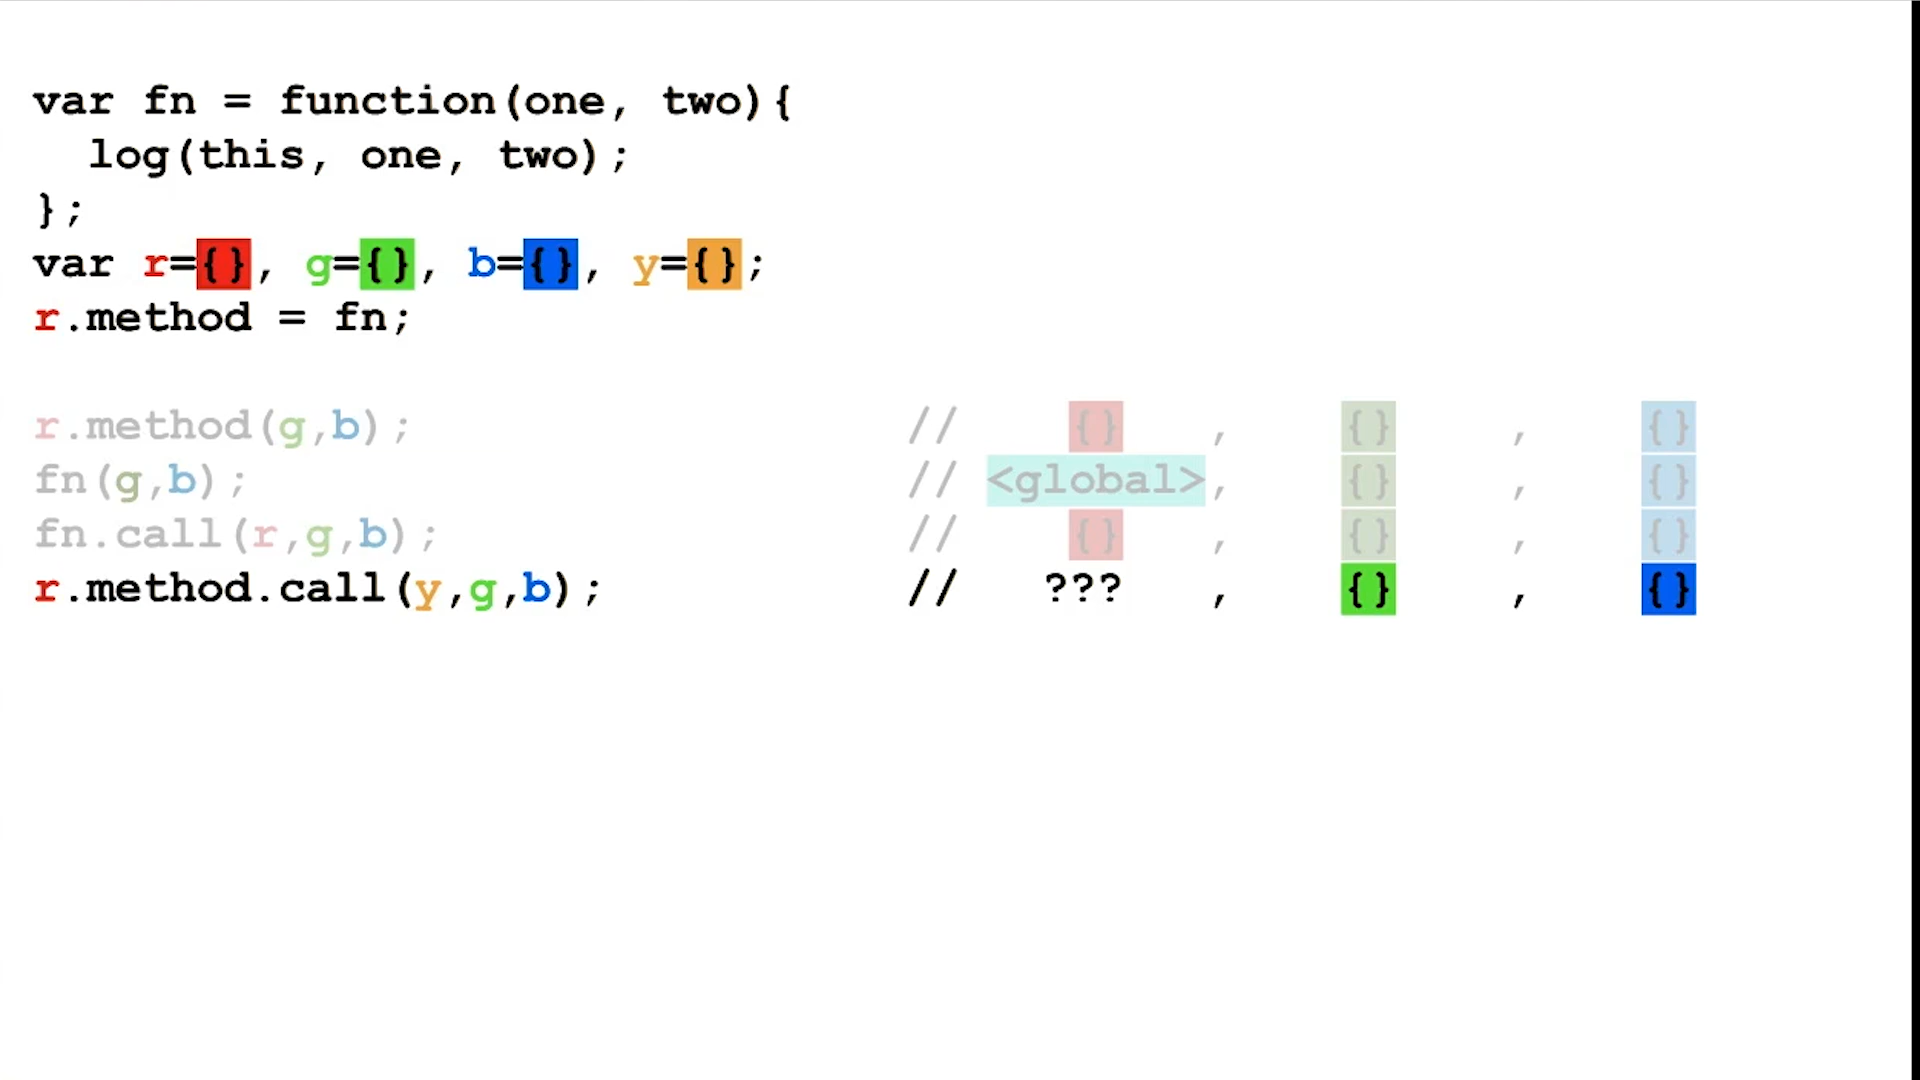 var fn = function(one, two){
  log(this, one, two);
};
var r={}, g={}, b={}, y={};
r.method = fn;
r.method(g,b); // {} , {} , {}
fn(g,b); // <global>, {} , {}
fn.call(r,g,b); // {} , {} , {}
r.method.call(y,g,b); // ??? , {} , {}